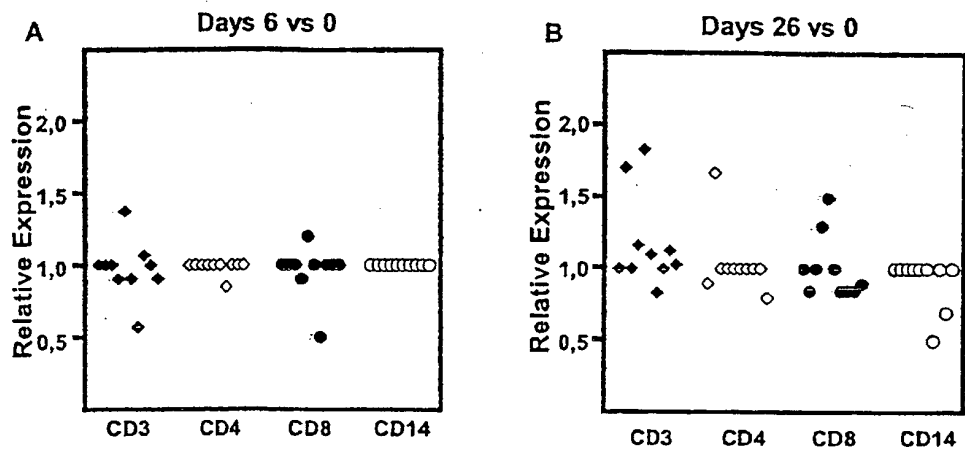 A
Days 6 vs 0
Relative Expression
2,0
1,5
1,0
0,5
CD3 CD4 CD8 CD14
B
Days 26 vs 0
Relative Expression
2,0
1,5
1,0
0,5
CD3 CD4 CD8 CD14